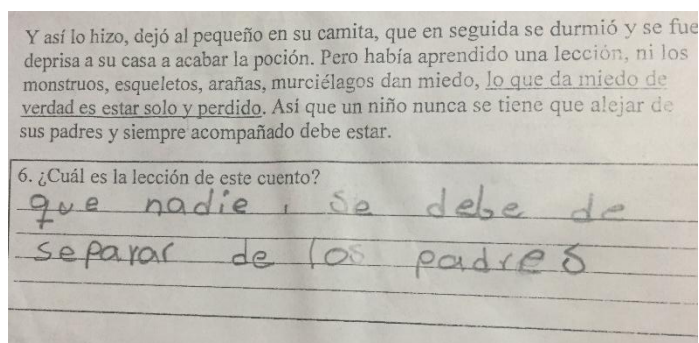 Y así lo hizo, dejó al pequeño en su camita, que en seguida se durmió y se fue
deprisa a su casa a acabar la poción. Pero había aprendido una lección, ni los
monstruos, esqueletos, arañas, murciélagos dan miedo, lo que da miedo de
verdad es estar solo y perdido. Así que un niño nunca se tiene que alejar de
sus padres y siempre acompañado debe estar.
6. ¿Cuál es la lección de este cuento?
que nadie, se debe de
separar de los padres